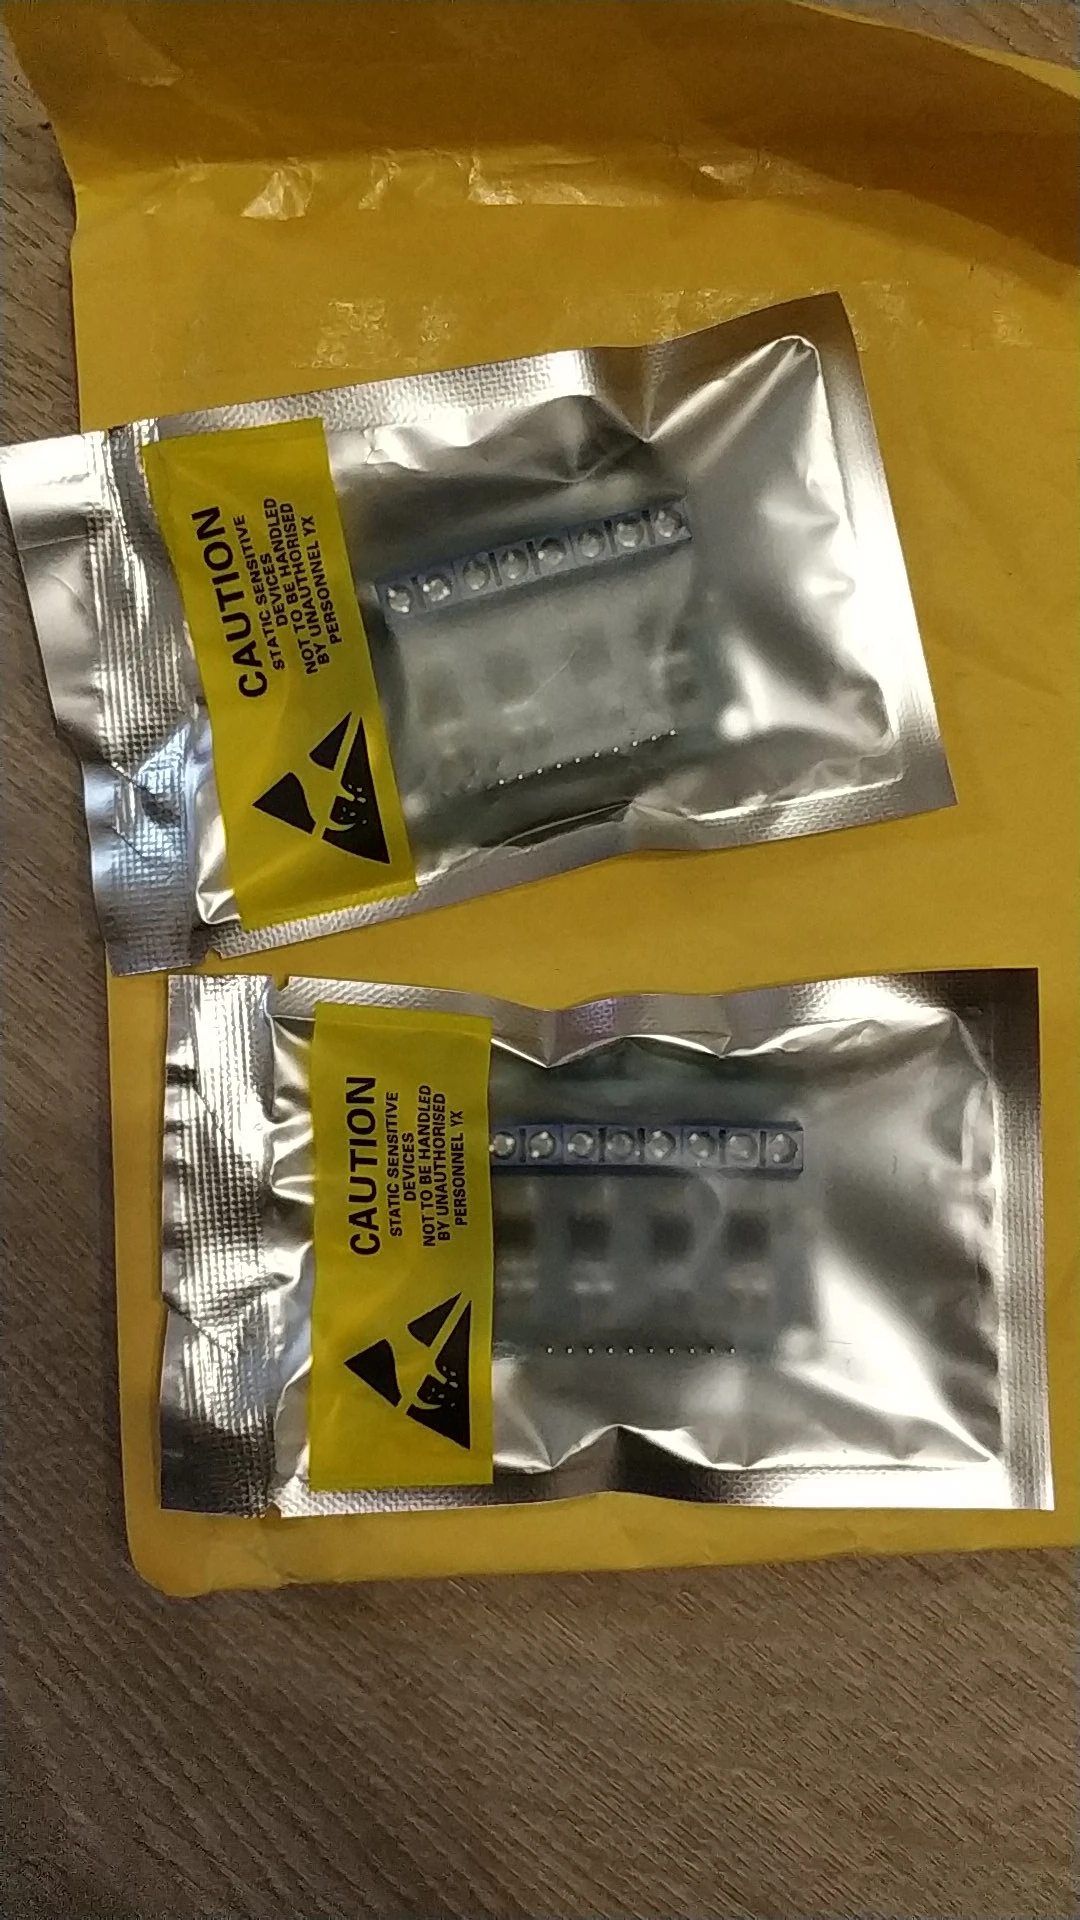 CAUTION
STATIC SENSITIVE
DEVICES
NOT TO BE HANDLED
BY UNAUTHORISED
PERSONNEL YX
CAUTION
STATIC SENSITIVE
DEVICES
NOT TO BE HANDLED
BY UNAUTHORISED
PERSONNEL YX